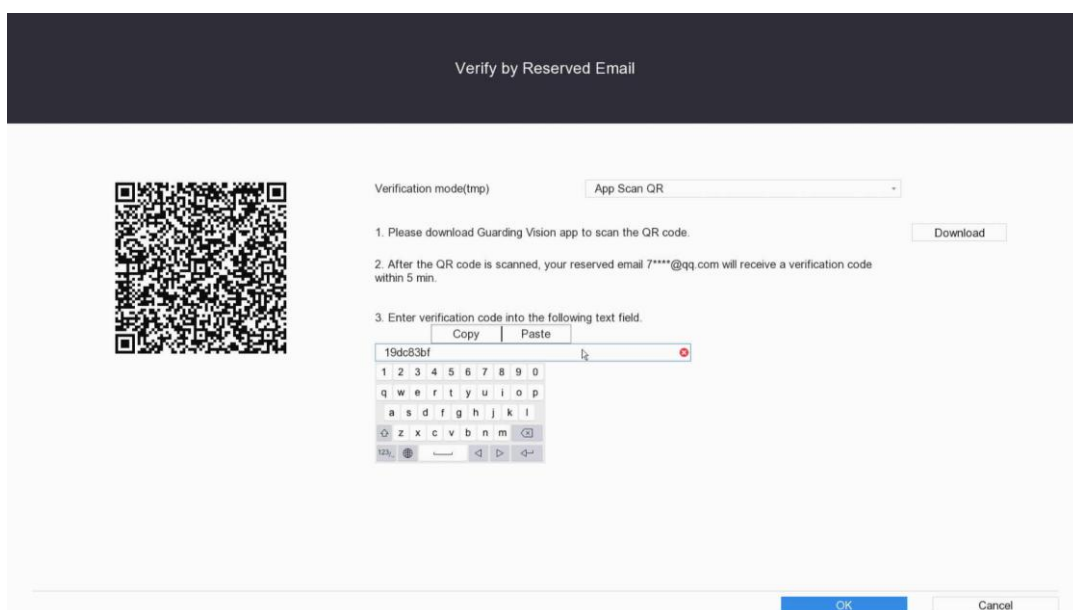 Verify by Reserved Email
Verification mode(tmp)
App Scan QR
1. Please download Guarding Vision app to scan the QR code.
Download
2. After the QR code is scanned, your reserved email 7****@qq.com will receive a verification code
within 5 min.
3. Enter verification code into the following text field.
Copy
Paste
19dc83bf
1 2 3 4 5 6 7 8 9 0
q w e r t y u i o p
a s d f g h j k l
z x c v b n m
123/_
OK
Cancel